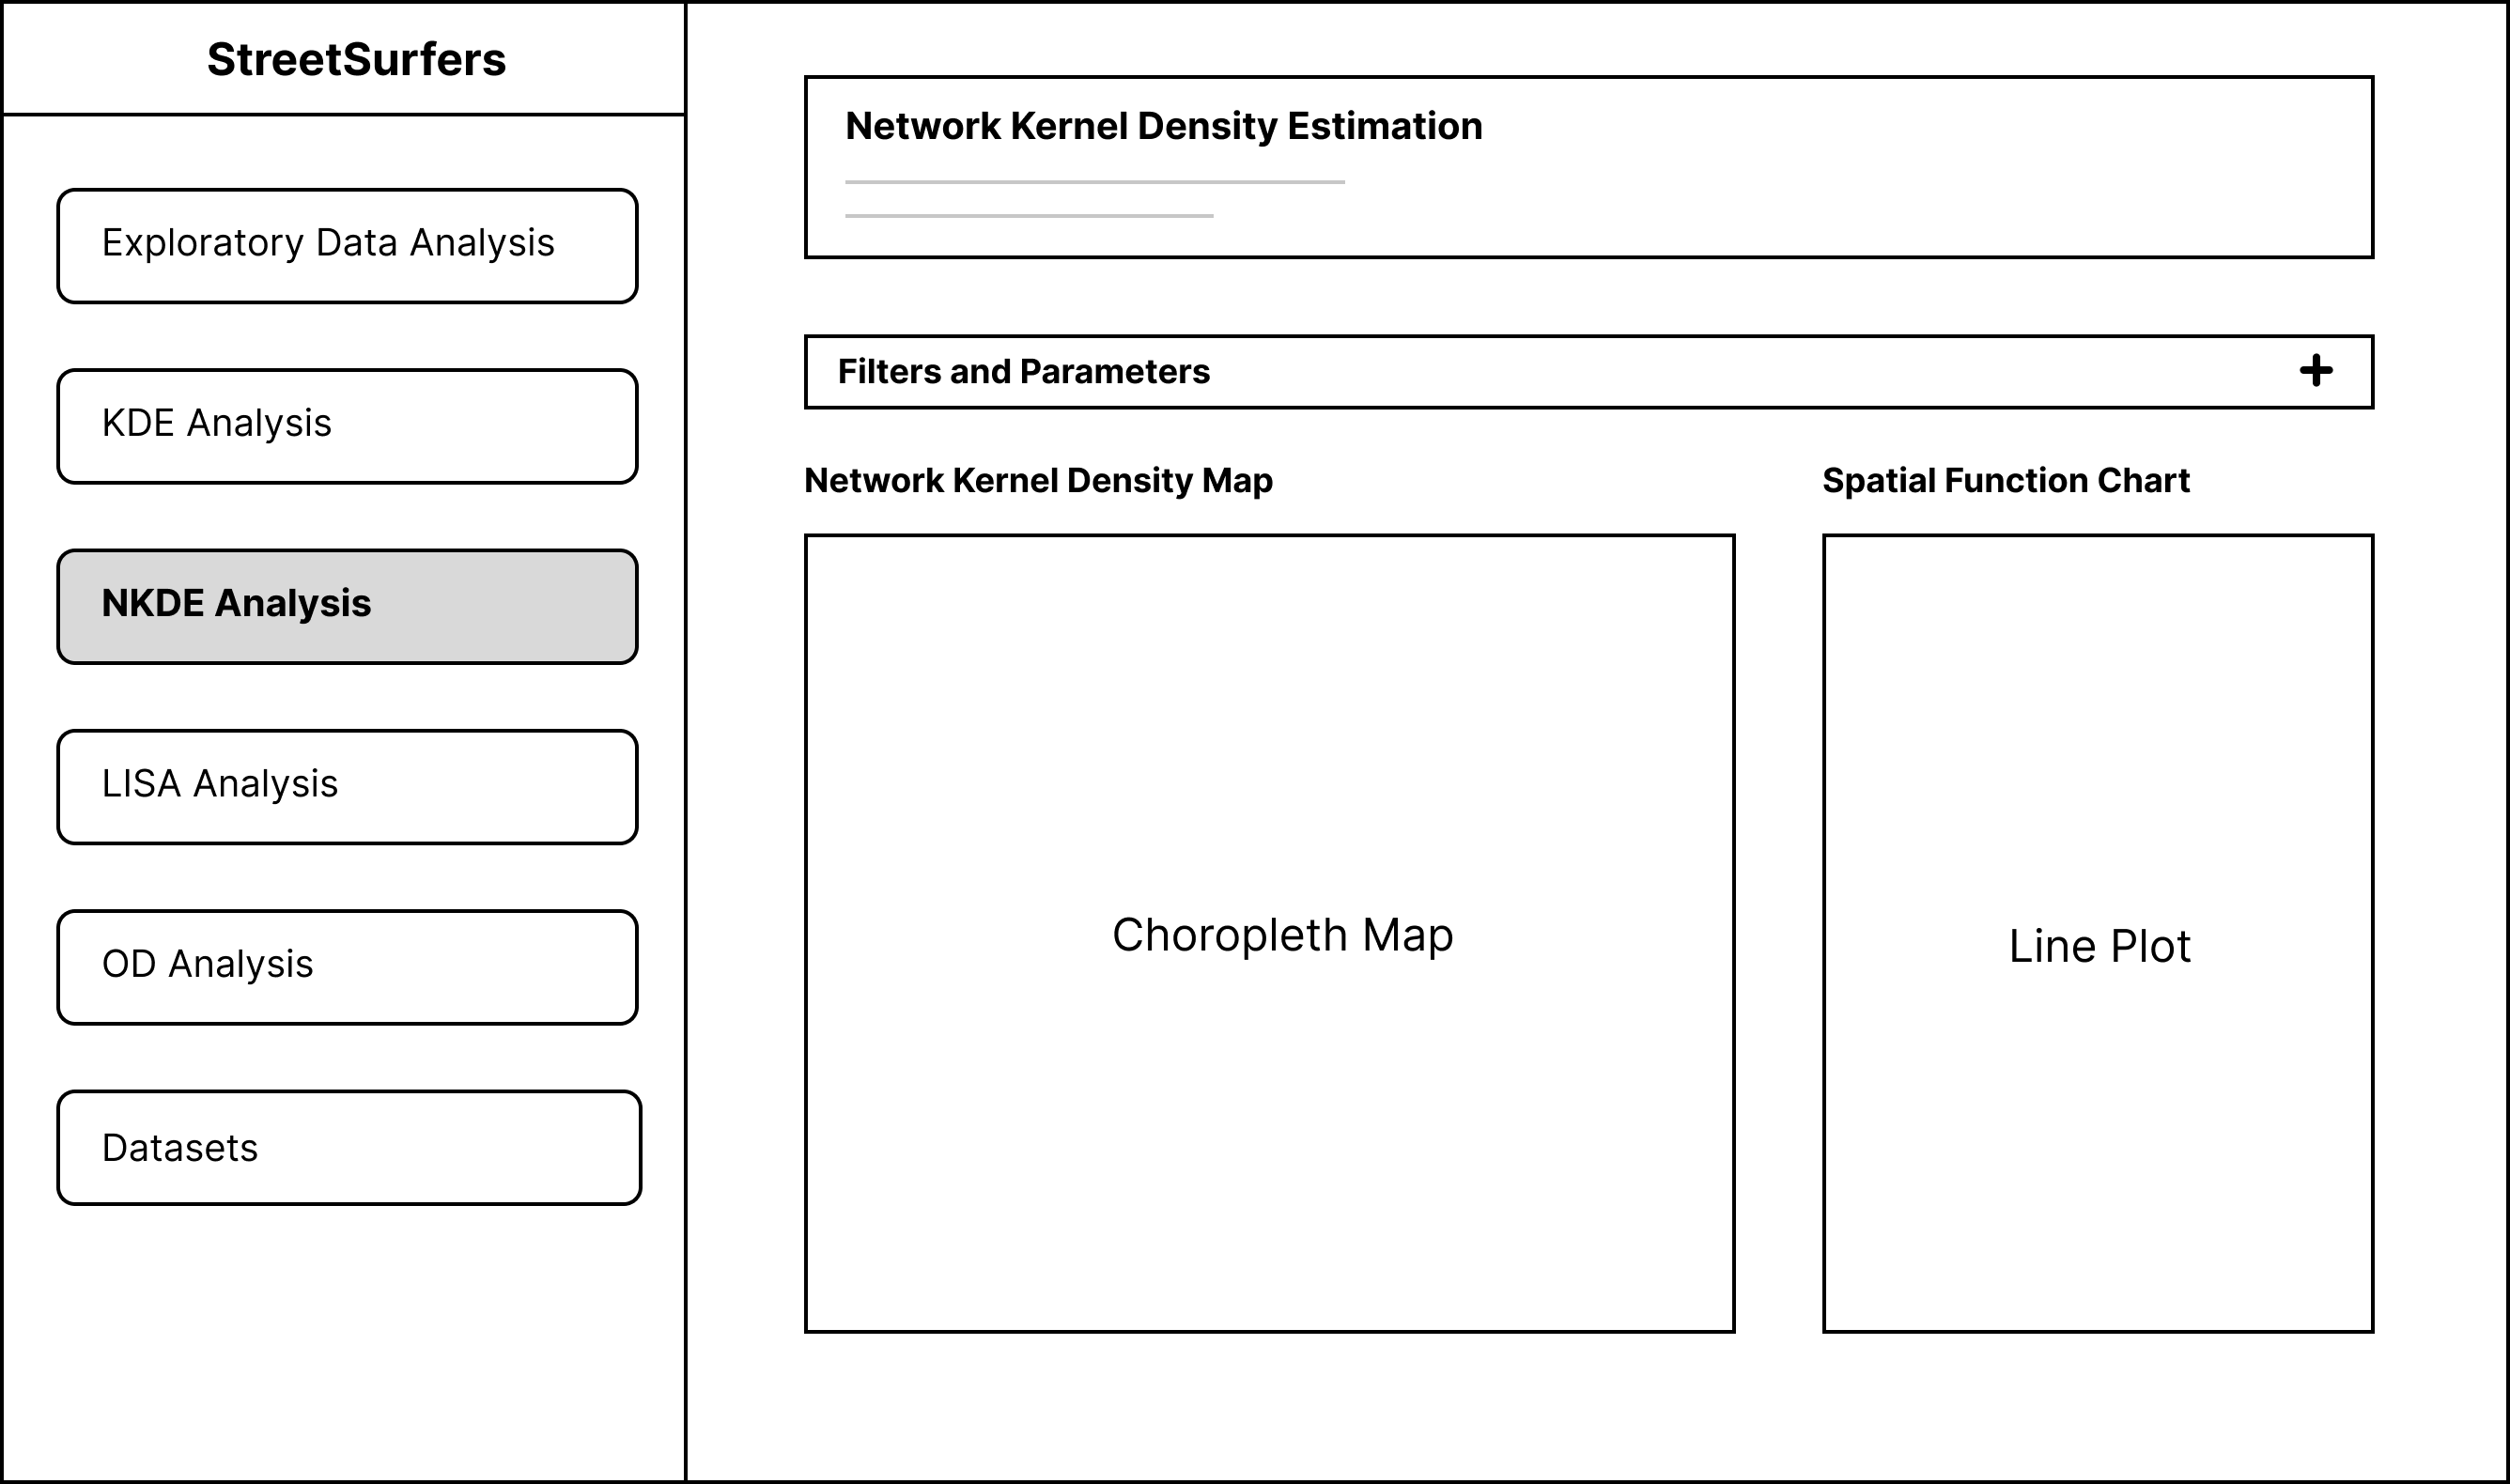 StreetSurfers
Exploratory Data Analysis
KDE Analysis
NKDE Analysis
LISA Analysis
OD Analysis
Datasets
Network Kernel Density Estimation
Filters and Parameters
Network Kernel Density Map
Spatial Function Chart
Choropleth Map
Line Plot